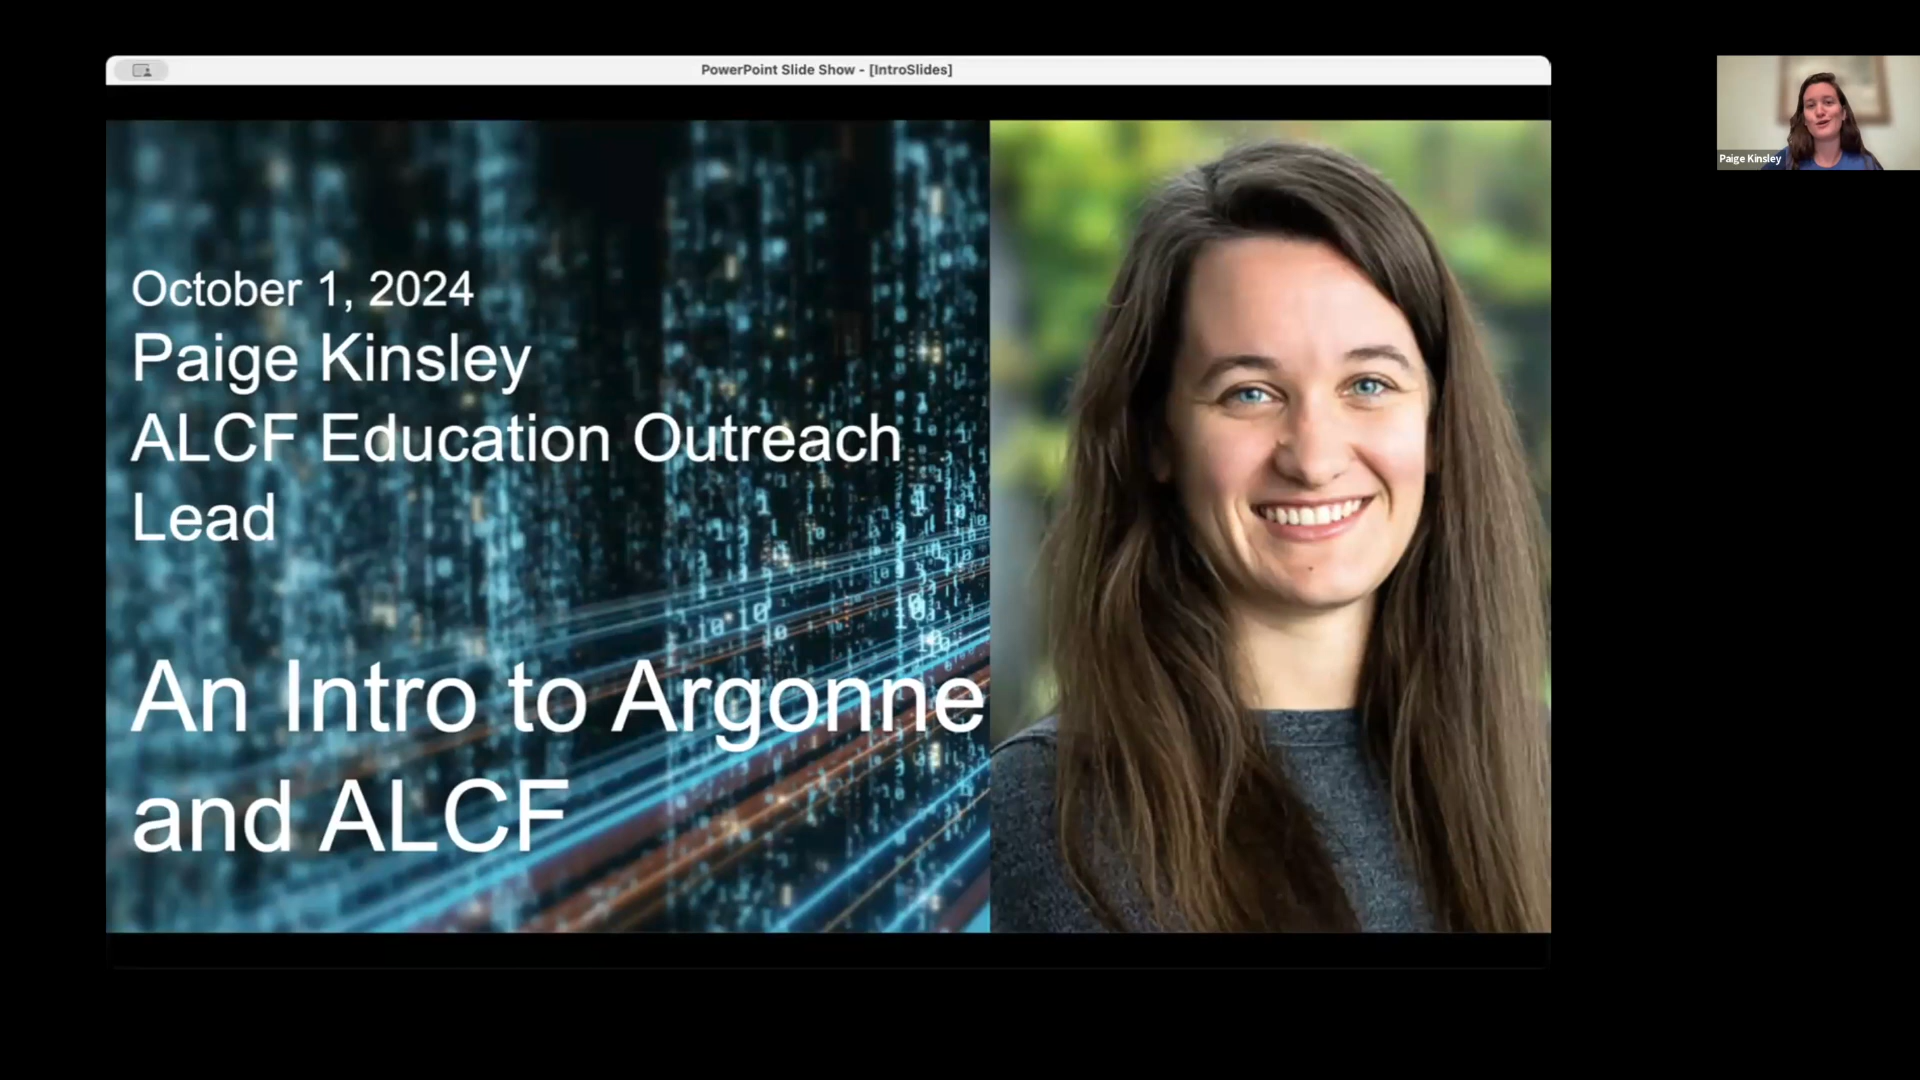 PowerPoint Slide Show - [IntroSlides]
October 1, 2024
Paige Kinsley
ALCF Education Outreach
Lead
An Intro to Argonne
and ALCF
Paige Kinsley